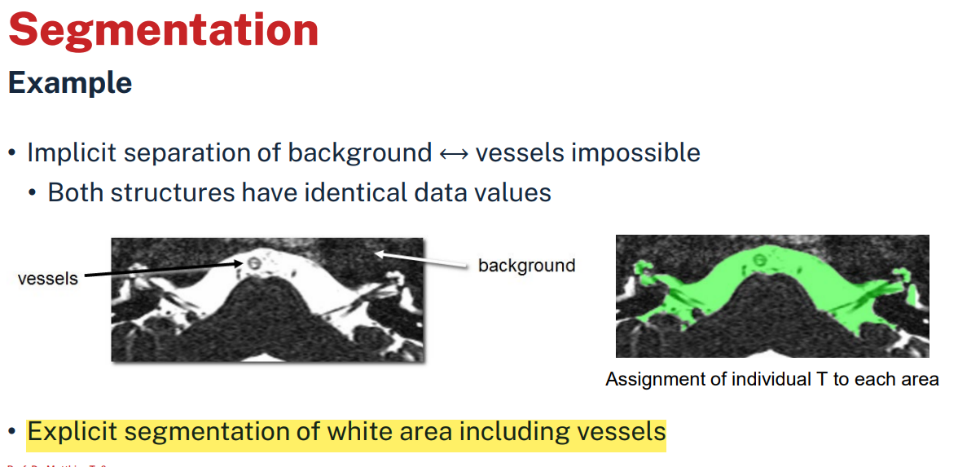 Segmentation
Example
• Implicit separation of background ⟷ vessels impossible
• Both structures have identical data values
vessels
background
Assignment of individual T to each area
• Explicit segmentation of white area including vessels